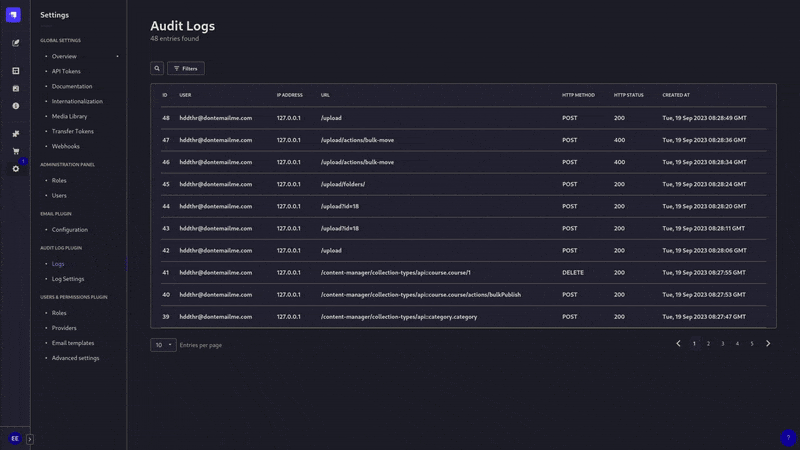 Settings
GLOBAL SETTINGS
Overview
API Tokens
Documentation
Internationalization
Media Library
Transfer Tokens
Webhooks
ADMINISTRATION PANEL
Roles
Users
EMAIL PLUGIN
Configuration
AUDIT LOG PLUGIN
Logs
Log Settings
USERS & PERMISSIONS PLUGIN
Roles
Providers
Email templates
Advanced settings
1
EE
Audit Logs
48 entries found
Filters
ID USER IP ADDRESS URL HTTP METHOD HTTP STATUS CREATED AT
48 hddthr@dontemailme.com 127.0.0.1 /upload POST 200 Tue, 19 Sep 2023 08:28:49 GMT
47 hddthr@dontemailme.com 127.0.0.1 /upload/actions/bulk-move POST 400 Tue, 19 Sep 2023 08:28:36 GMT
46 hddthr@dontemailme.com 127.0.0.1 /upload/actions/bulk-move POST 400 Tue, 19 Sep 2023 08:28:34 GMT
45 hddthr@dontemailme.com 127.0.0.1 /upload/folders/ POST 200 Tue, 19 Sep 2023 08:28:24 GMT
44 hddthr@dontemailme.com 127.0.0.1 /upload?id=18 POST 200 Tue, 19 Sep 2023 08:28:20 GMT
43 hddthr@dontemailme.com 127.0.0.1 /upload?id=18 POST 200 Tue, 19 Sep 2023 08:28:11 GMT
42 hddthr@dontemailme.com 127.0.0.1 /upload POST 200 Tue, 19 Sep 2023 08:28:06 GMT
41 hddthr@dontemailme.com 127.0.0.1 /content-manager/collection-types/api::course.course/1 DELETE 200 Tue, 19 Sep 2023 08:27:55 GMT
40 hddthr@dontemailme.com 127.0.0.1 /content-manager/collection-types/api::course.course/actions/bulkPublish POST 200 Tue, 19 Sep 2023 08:27:53 GMT
39 hddthr@dontemailme.com 127.0.0.1 /content-manager/collection-types/api::category.category POST 200 Tue, 19 Sep 2023 08:27:47 GMT
10 Entries per page
1 2 3 4 5
?